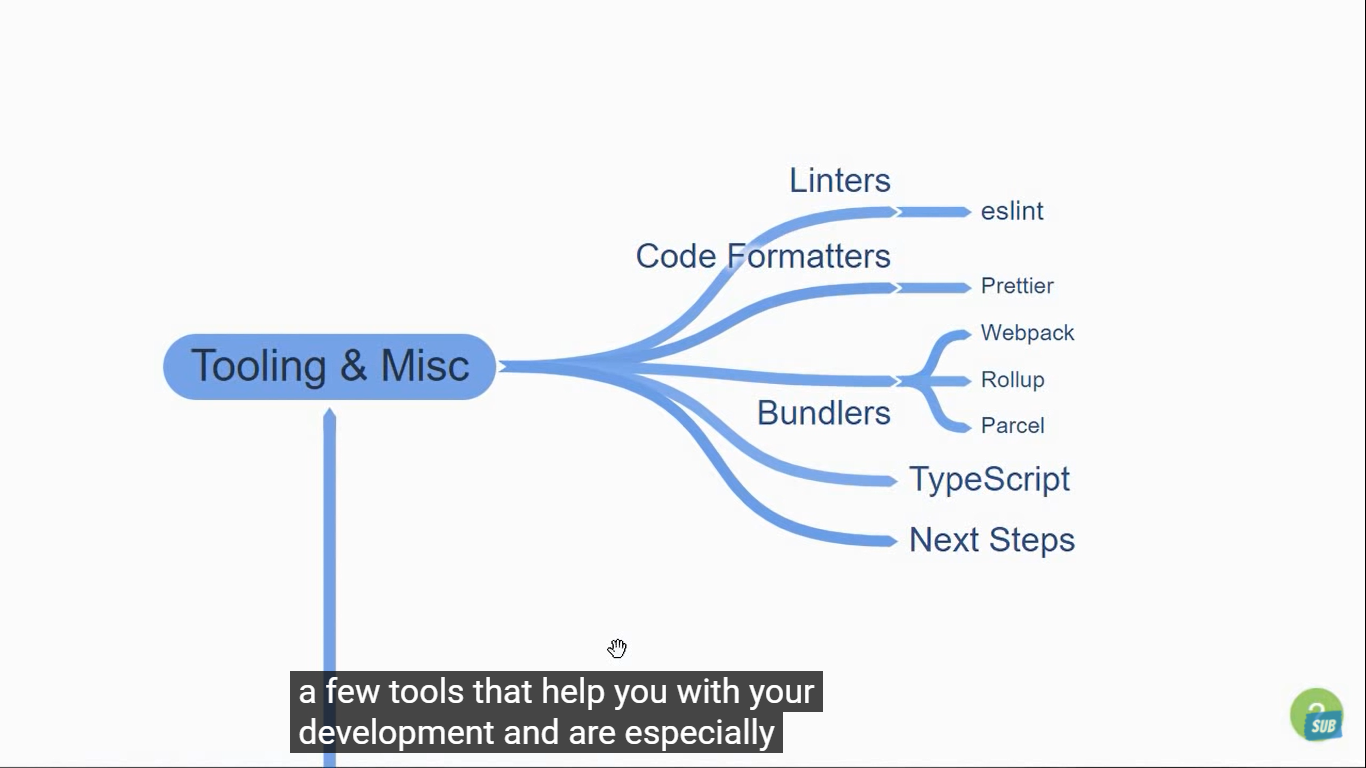 Linters
eslint
Code Formatters
Prettier
Webpack
Tooling & Misc
Rollup
Bundlers
Parcel
TypeScript
Next Steps
a few tools that help you with your
development and are especially
SUB